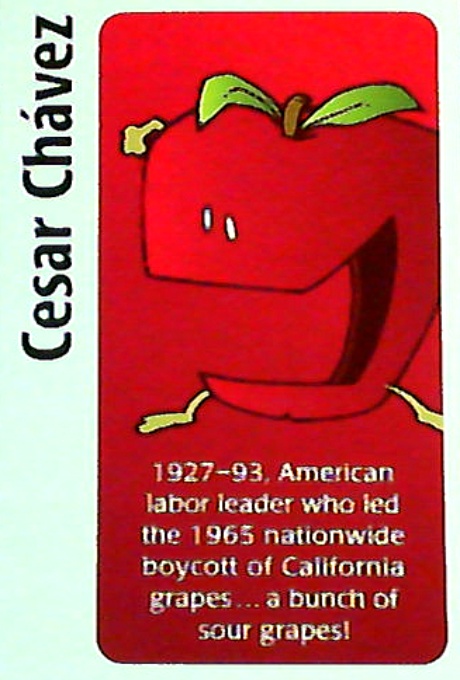 Cesar Chávez
1927–93, American
labor leader who led
the 1965 nationwide
boycott of California
grapes... a bunch of
sour grapes!